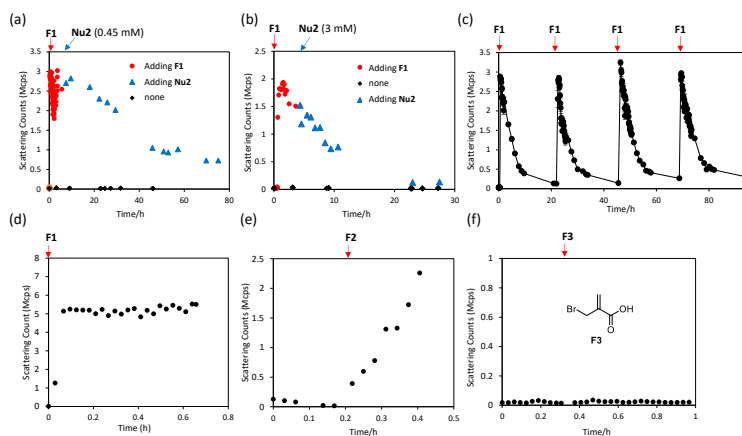 (a)
F1 Nu2 (0.45 mM)
Scattering Counts (Mcps)
3.5
3
2.5
2
1.5
1
0.5
0
0 20 40 60 80
Time/h
Adding F1
Adding Nu2
none
(b)
F1 Nu2 (3 mM)
Scattering Counts (Mcps)
2.5
2
1.5
1
0.5
0
0 10 20 30
Time/h
Adding F1
Adding Nu2
none
(c)
F1 F1 F1 F1
Scattering Counts (Mcps)
3.5
3
2.5
2
1.5
1
0.5
0
0 20 40 60 80
Time/h
(d)
F1
Scattering Count (Mcps)
8
7
6
5
4
3
2
1
0
0 0.2 0.4 0.6 0.8
Time (h)
(e)
F2
Scattering Counts (Mcps)
2.5
2
1.5
1
0.5
0
0 0.1 0.2 0.3 0.4 0.5
Time/h
(f)
F3
Scattering Counts (Mcps)
1
0.8
0.6
0.4
0.2
0
0 0.2 0.4 0.6 0.8 1
Time/h
Br OH
O
F3